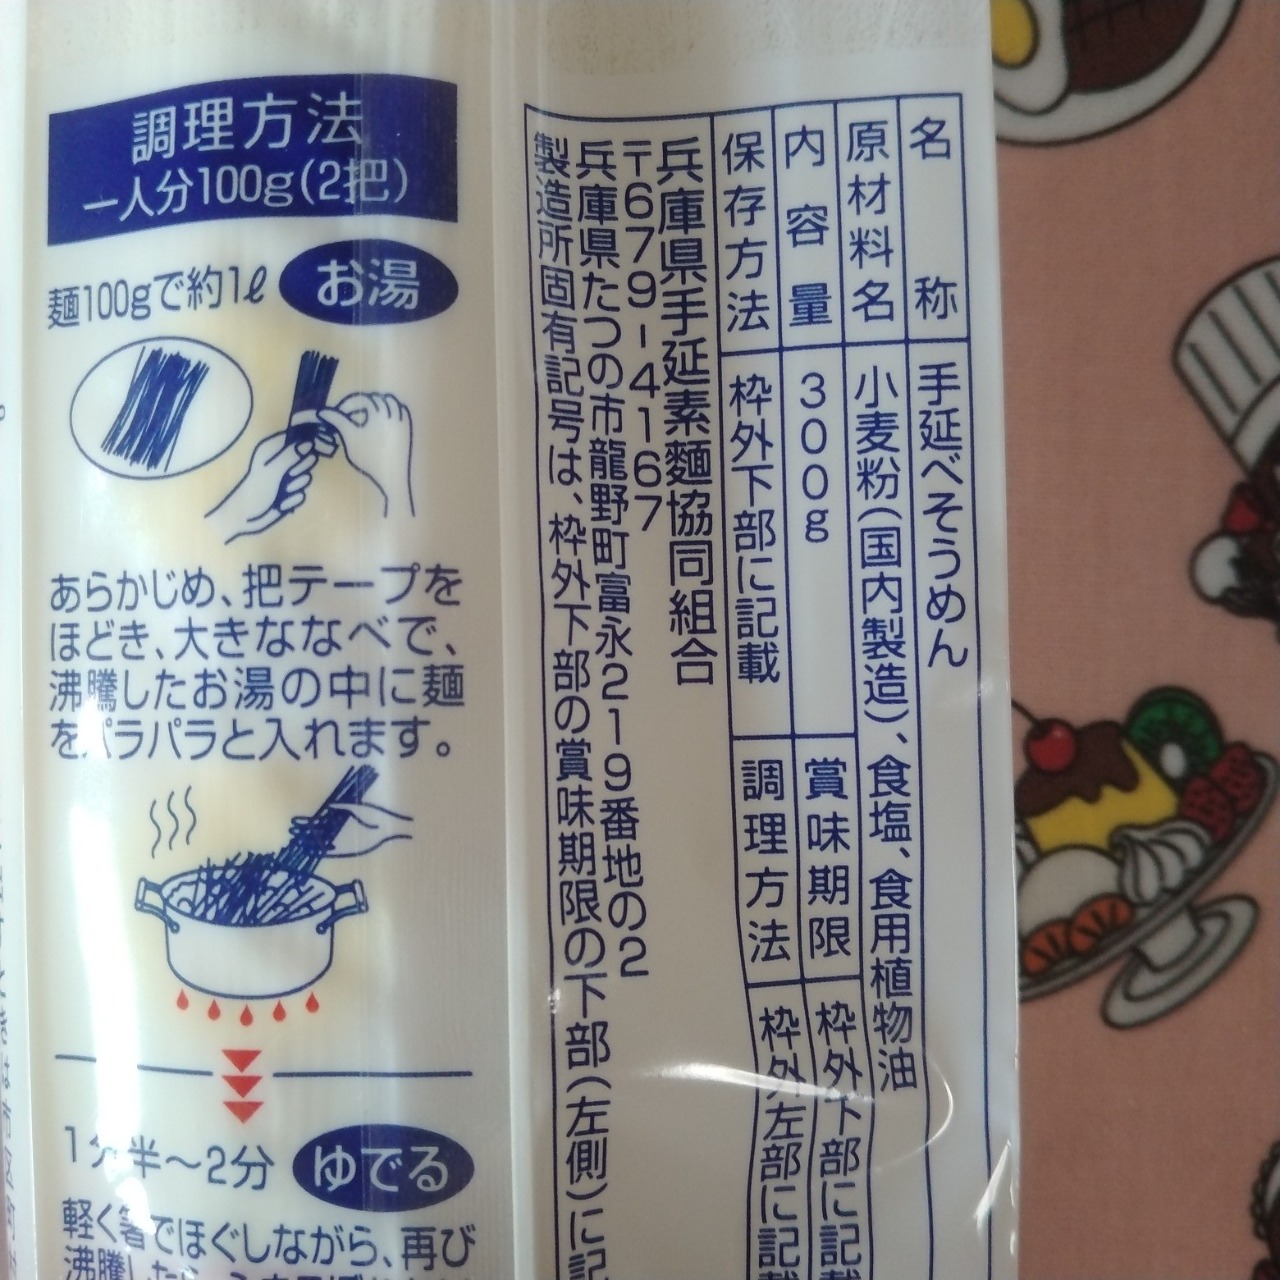 調理方法
一人分100g(2把)
麺100gで約1ℓ
お湯
あらかじめ、把テープを
ほどき、大きななべで、
沸騰したお湯の中に麺
をパラパラと入れます。
1分半～2分
ゆでる
軽く箸でほぐしながら、再び
沸騰したら
名称
手延べそうめん
原材料名
小麦粉(国内製造)、食塩、食用植物油
内容量
300g
賞味期限
枠外下部に記載
保存方法
枠外下部に記載
調理方法
枠外左部に記載
兵庫県手延素麵協同組合
〒679-4167
兵庫県たつの市龍野町富永219番地の2
製造所固有記号は、枠外下部の賞味期限の下部(左側)に記